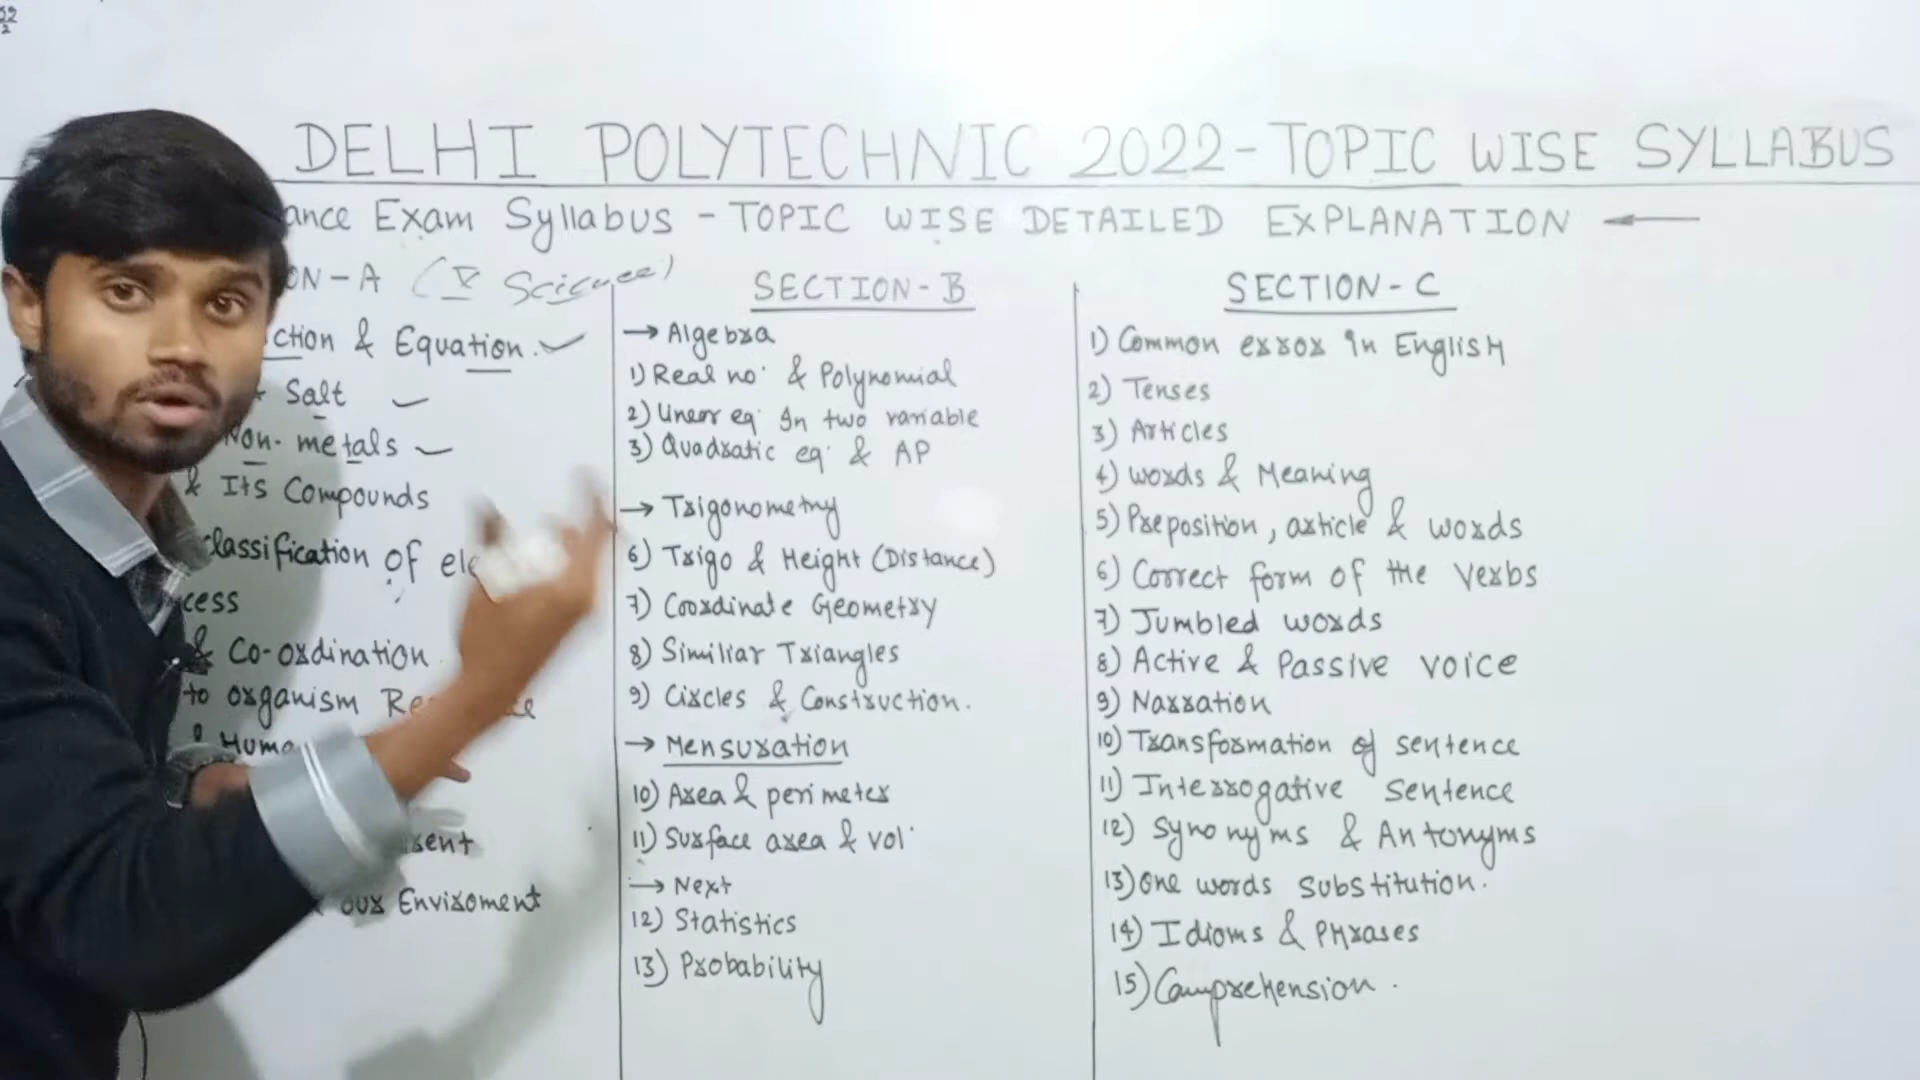 DELHI POLYTECHNIC 2022-TOPIC WISE SYLLABUS
ance Exam Syllabus - TOPIC WISE DETAILED EXPLANATION ←
ON-A (X Science)
ction & Equation.
Salt
Non-metals
& Its Compounds
classification of ele
cess
& Co-ordination
to organism Re
& Huma
sent
our Enviroment
SECTION-B
→ Algebra
1) Real no. & Polynomial
2) Linear eq. In two variable
3) Quadratic eq. & AP
→ Trigonometry
6) Trigo & Height (Distance)
7) Coordinate Geometry
8) Similiar Triangles
9) Circles & Construction.
→ Mensuration
10) Area & perimeter
11) Surface area & vol.
→ Next
12) Statistics
13) Probability
SECTION-C
1) Common error in English
2) Tenses
3) Articles
4) words & Meaning
5) Preposition, article & words
6) Correct form of the Verbs
7) Jumbled words
8) Active & Passive voice
9) Narration
10) Transformation of sentence
11) Interrogative Sentence
12) Synonyms & Antonyms
13) One words substitution.
14) Idioms & Phrases
15) Comprehension.